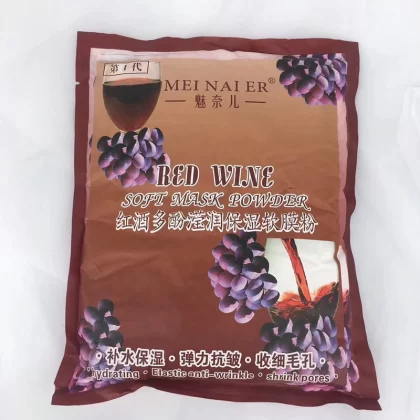 第1代
MEI NAI ER®
魅奈儿
RED WINE
SOFT MASK POWDER
红酒多酚滢润保湿软膜粉
·补水保湿·弹力抗皱·收细毛孔·
Hydrating · Elastic anti-wrinkle · shrink pores ·